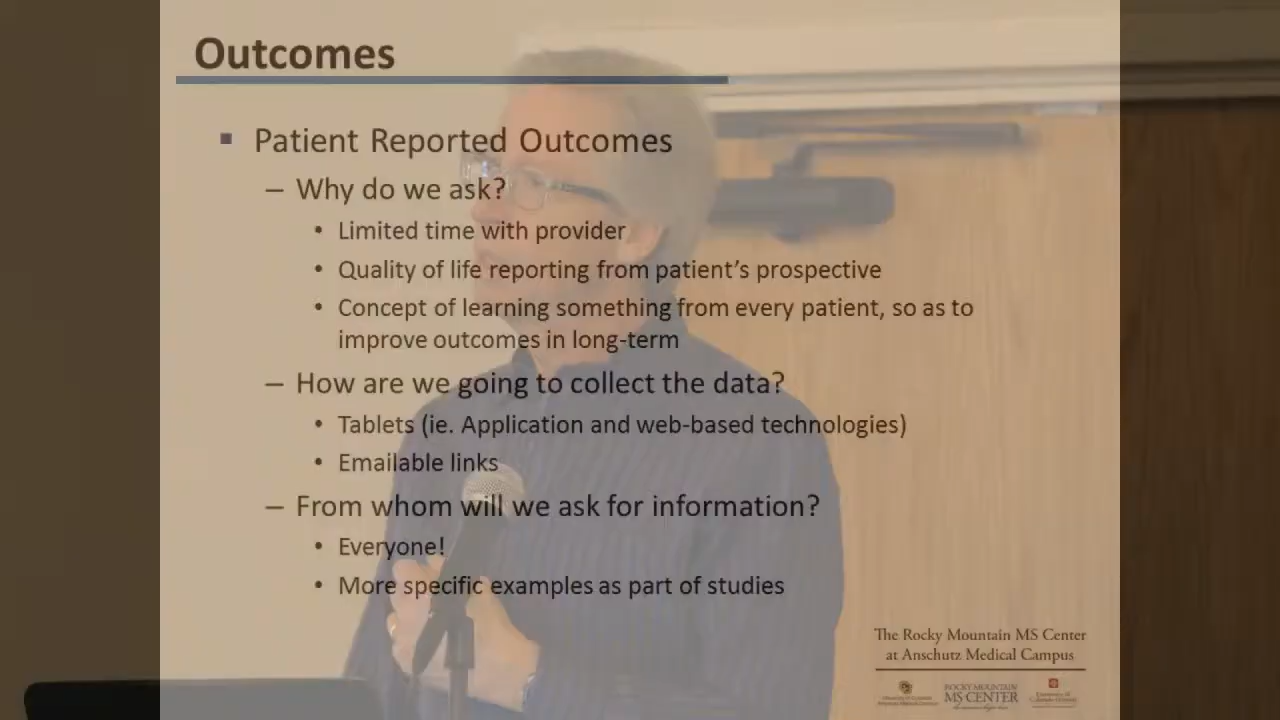 Outcomes
▪ Patient Reported Outcomes
– Why do we ask?
• Limited time with provider
• Quality of life reporting from patient's prospective
• Concept of learning something from every patient, so as to
improve outcomes in long-term
– How are we going to collect the data?
• Tablets (ie. Application and web-based technologies)
• Emailable links
– From whom will we ask for information?
• Everyone!
• More specific examples as part of studies
The Rocky Mountain MS Center
at Anschutz Medical Campus
ROCKY MOUNTAIN
MS CENTER